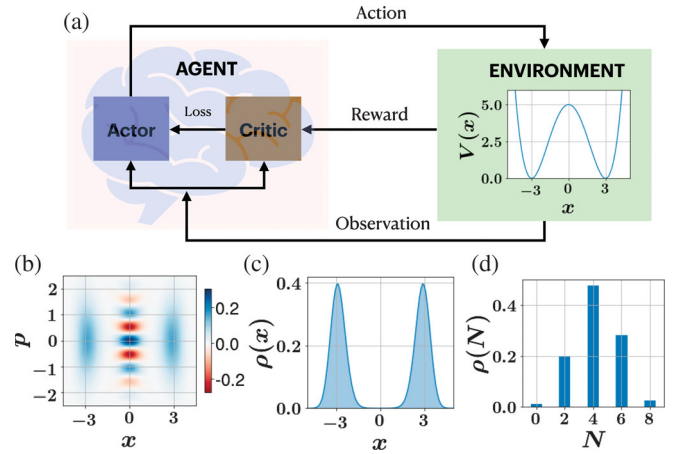 (a)
Action
AGENT
ENVIRONMENT
Actor
Loss
Critic
Reward
V(x)
5.0
2.5
0.0
−3 0 3
x
Observation
(b)
p
2
1
0
−1
−2
−3 0 3
x
0.2
0.0
−0.2
(c)
ρ(x)
0.4
0.2
0.0
−3 0 3
x
(d)
ρ(N)
0.4
0.2
0.0
0 2 4 6 8
N